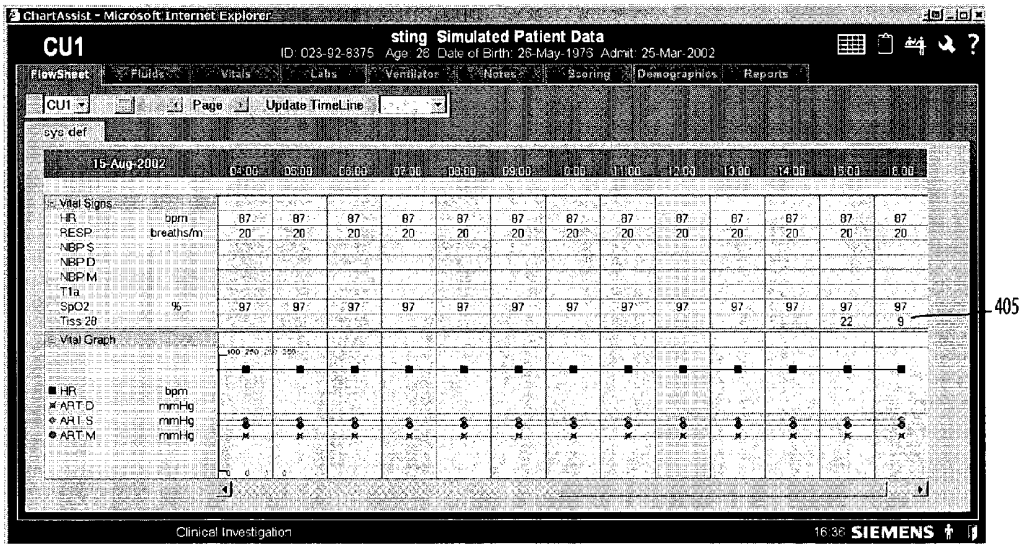 ChartAssist - Microsoft Internet Explorer
CU1 sting Simulated Patient Data
ID: 023-92-8375 Age: 26 Date of Birth: 26-May-1976 Admit: 25-Mar-2002 ?
FlowSheet Fluids Vitals Labs Ventilator Notes Scoring Demographics Reports
CU1 Page Update TimeLine
sys def
15-Aug-2002 04:00 05:00 06:00 07:00 08:00 09:00 11:00 12:00 13:00 14:00 15:00
Vital Signs
HR bpm 87 87 87 87 87 87 87 87 87 87 87 87 87
RESP breaths/m 20 20 20 20 20 20 20 20 20 20 20 20 20
NBP S
NBP D
NBP M
T1a
SpO2 % 97 97 97 97 97 97 97 97 97 97 97 97 97
405
Tiss 28 22 9
Vital Graph
100 250
HR bpm
ART D mmHg
ART S mmHg
ART M mmHg
0 0 0
Clinical Investigation 16:36 SIEMENS